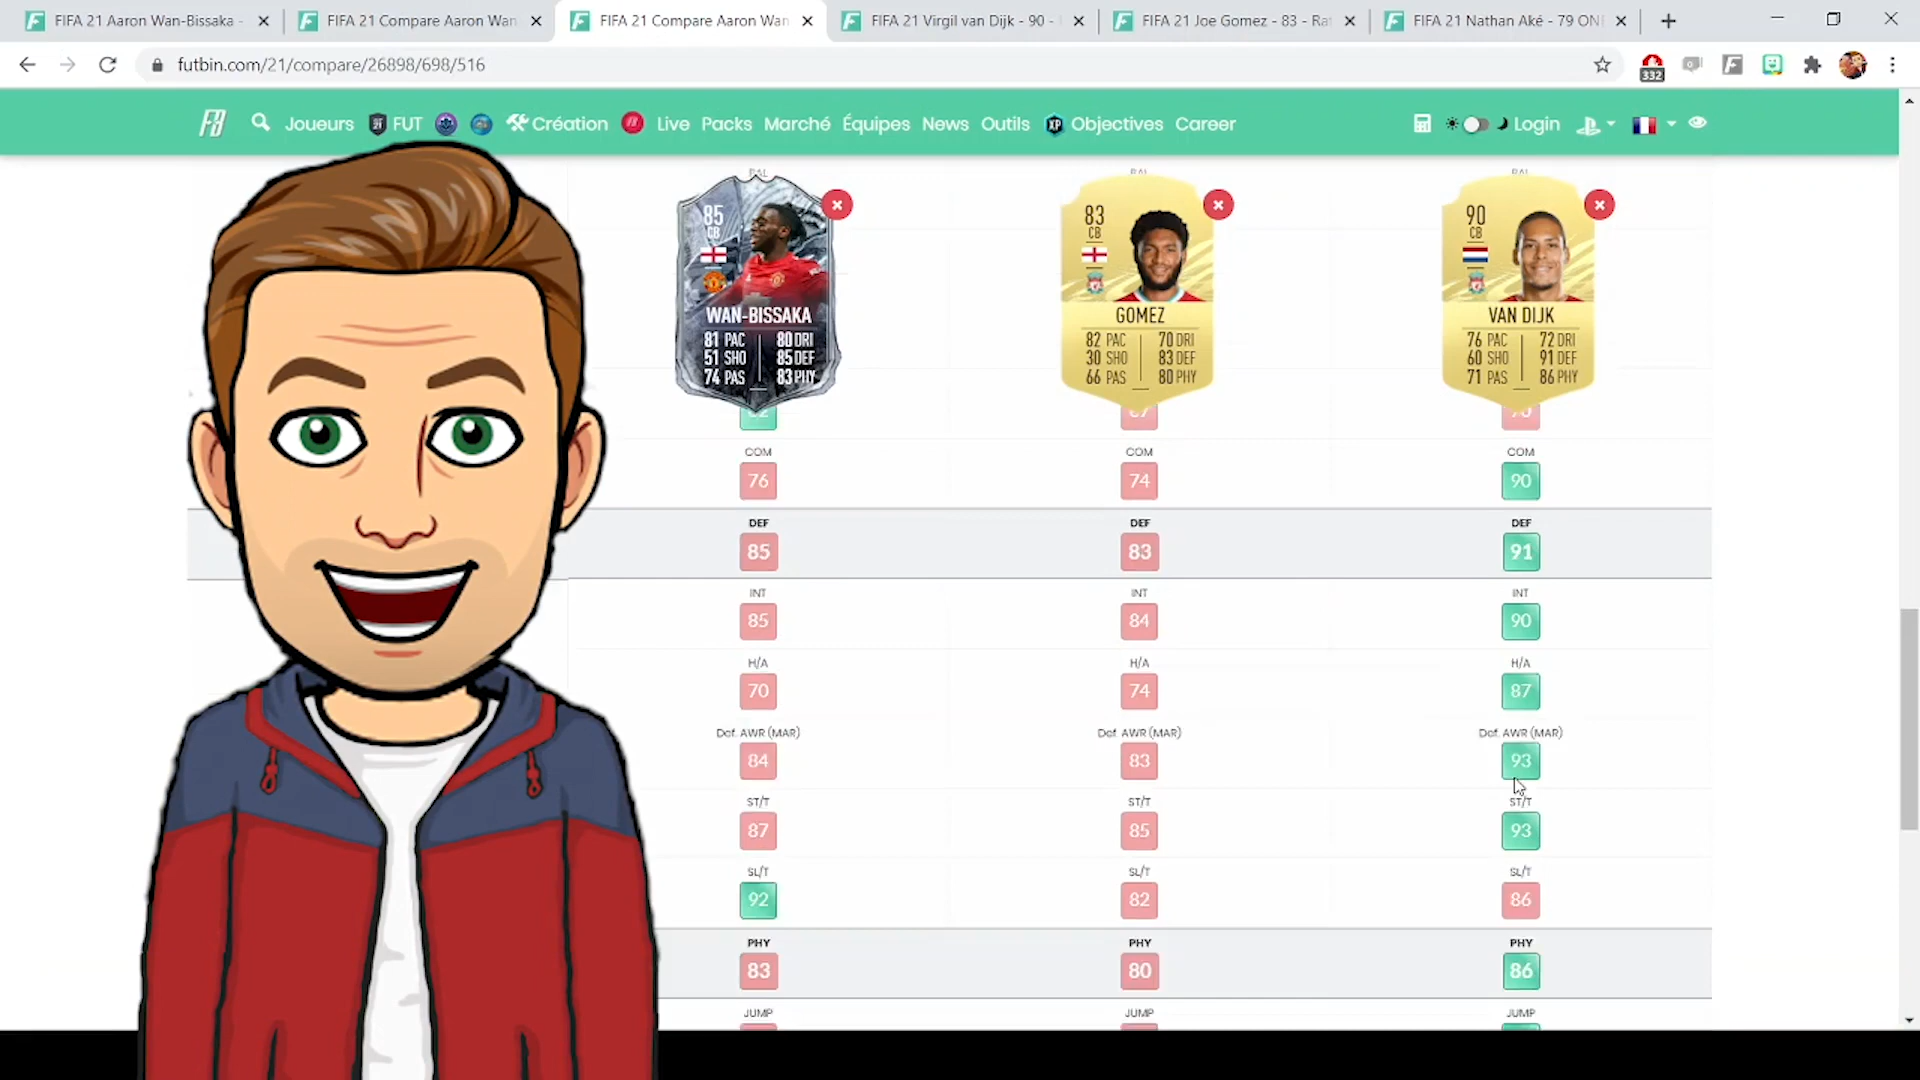 FIFA 21 Aaron Wan-Bissaka -
FIFA 21 Compare Aaron Wan
FIFA 21 Compare Aaron Wan
FIFA 21 Virgil van Dijk - 90 -
FIFA 21 Joe Gomez - 83 - Ra
FIFA 21 Nathan Aké - 79 ON
futbin.com/21/compare/26898/698/516
332
Joueurs FUT Création Live Packs Marché Équipes News Outils XP Objectives Career Login
85 CB
WAN-BISSAKA
81 PAC 80 DRI
51 SHO 85 DEF
74 PAS 83 PHY
83 CB
GOMEZ
82 PAC 70 DRI
30 SHO 83 DEF
66 PAS 80 PHY
90 CB
VAN DIJK
76 PAC 72 DRI
60 SHO 91 DEF
71 PAS 86 PHY
COM COM COM
76 74 90
DEF DEF DEF
85 83 91
INT INT INT
85 84 90
H/A H/A H/A
70 74 87
Def. AWR (MAR) Def. AWR (MAR) Def. AWR (MAR)
84 83 93
ST/T ST/T ST/T
87 85 93
SL/T SL/T SL/T
92 82 86
PHY PHY PHY
83 80 86
JUMP JUMP JUMP